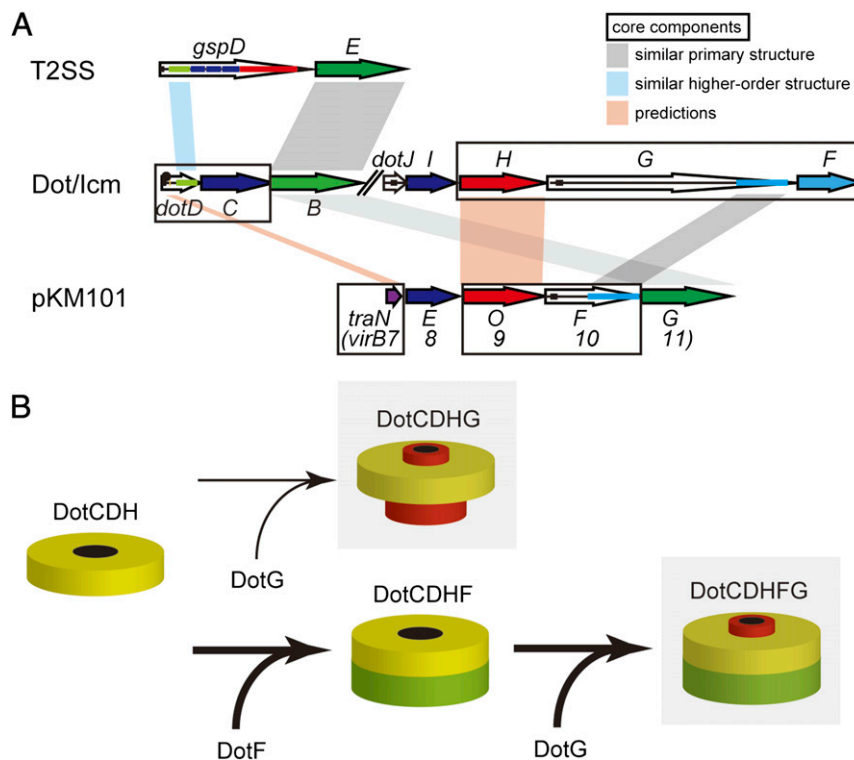 A
core components
similar primary structure
similar higher-order structure
predictions
T2SS
gspD E
Dot/Icm
dotJ I H G F
dotD C B
pKM101
traN E O F G
(virB7 8 9 10 11)
B
DotCDHG
DotCDH
DotG
DotCDHF
DotCDHFG
DotF
DotG